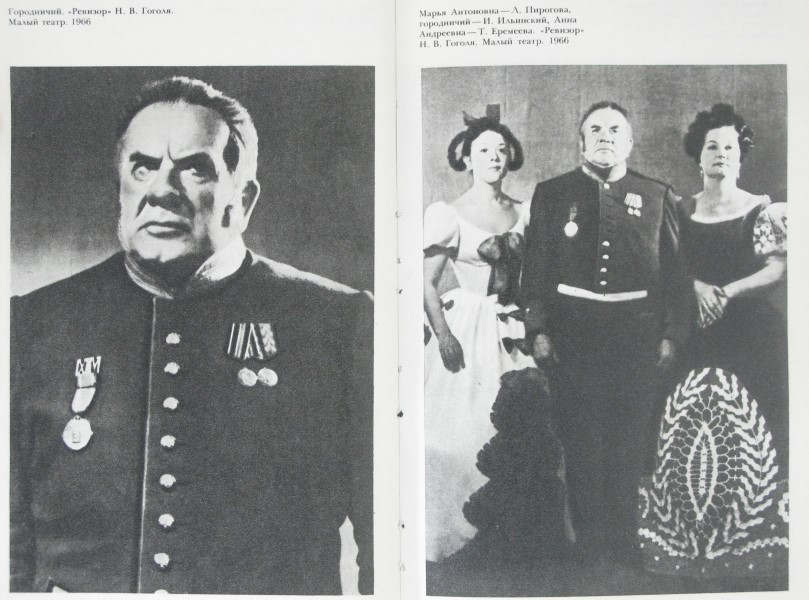 Городничий. «Ревизор» Н. В. Гоголя.
Малый театр. 1966
Марья Антоновна — Л. Пирогова,
городничий — И. Ильинский, Анна
Андреевна — Т. Еремеева. «Ревизор»
Н. В. Гоголя. Малый театр. 1966